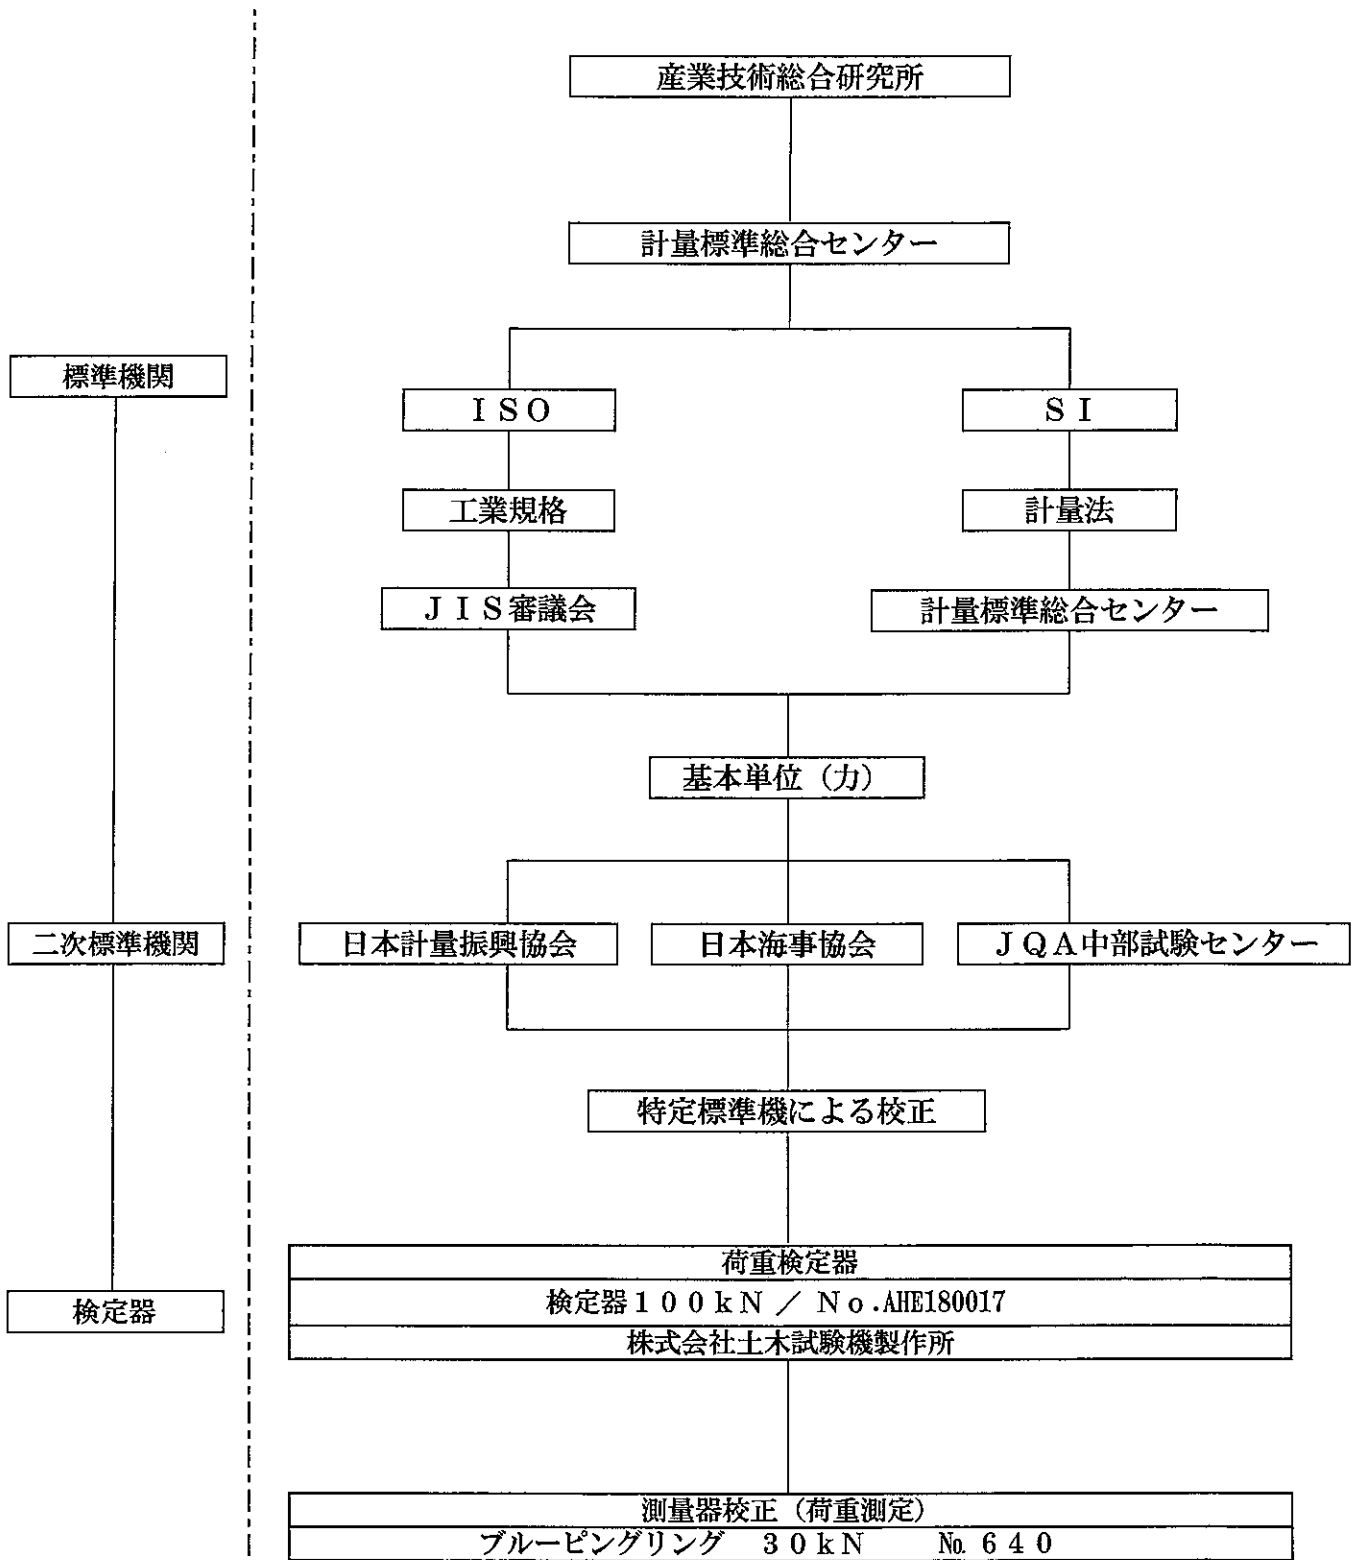 産業技術総合研究所
計量標準総合センター
標準機関
ＩＳＯ
ＳＩ
工業規格
計量法
ＪＩＳ審議会
計量標準総合センター
基本単位（力）
二次標準機関
日本計量振興協会
日本海事協会
ＪＱＡ中部試験センター
特定標準機による校正
荷重検定器
検定器１００ｋＮ ／ Ｎｏ.AHE180017
検定器
株式会社土木試験機製作所
測量器校正（荷重測定）
ブルーピングリング　３０ｋＮ　　№ ６４０